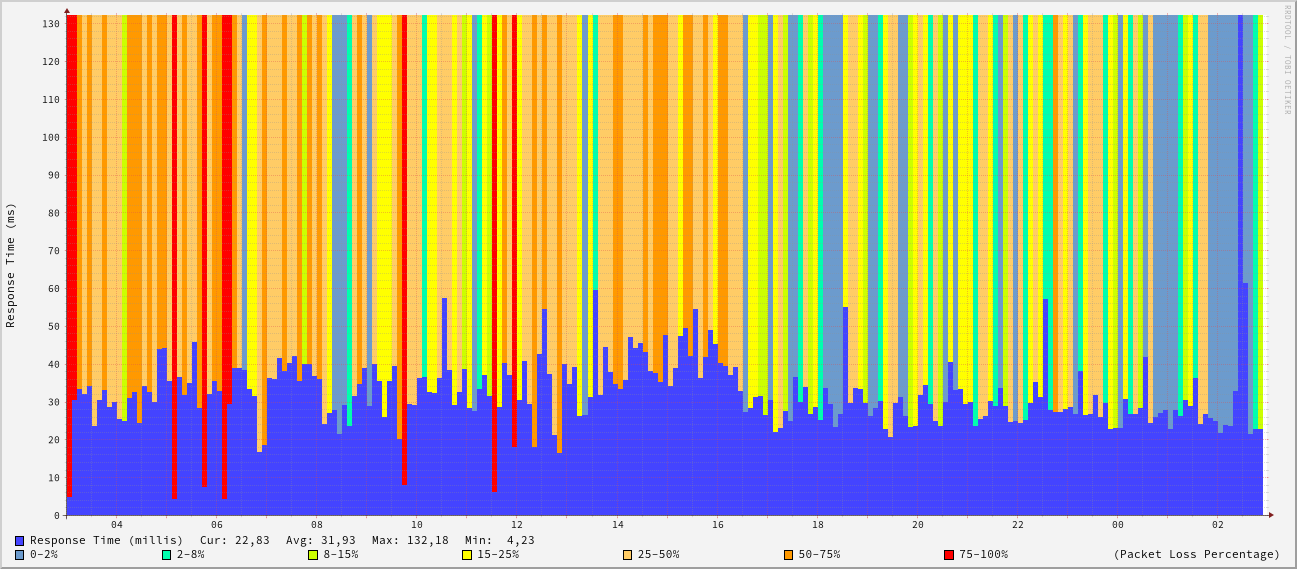 RRDTOOL / TOBI OETIKER
Response Time (ms)
130
120
110
100
90
80
70
60
50
40
30
20
10
0
04 06 08 10 12 14 16 18 20 22 00 02
Response Time (millis) Cur: 22,83 Avg: 31,93 Max: 132,18 Min: 4,23
0-2% 2-8% 8-15% 15-25% 25-50% 50-75% 75-100% (Packet Loss Percentage)